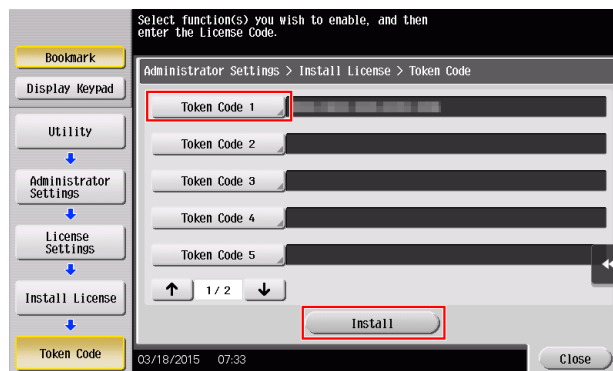 Select function(s) you wish to enable, and then
enter the License Code.
Bookmark
Display Keypad
Utility
Administrator
Settings
License
Settings
Install License
Token Code
Administrator Settings > Install License > Token Code
Token Code 1
Token Code 2
Token Code 3
Token Code 4
Token Code 5
1/ 2
Install
03/18/2015 07:33
Close